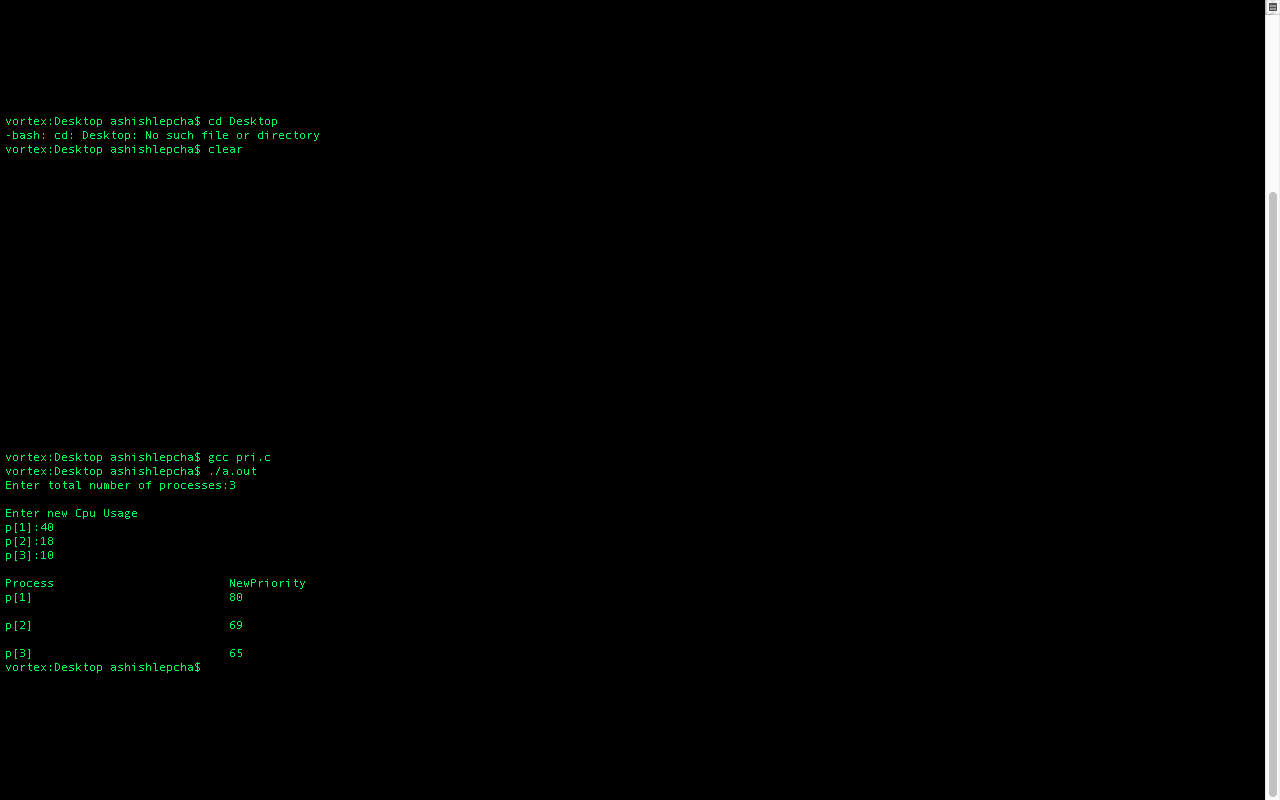 vortex:Desktop ashishlepcha$ cd Desktop
-bash: cd: Desktop: No such file or directory
vortex:Desktop ashishlepcha$ clear
vortex:Desktop ashishlepcha$ gcc pri.c
vortex:Desktop ashishlepcha$ ./a.out
Enter total number of processes:3
Enter new Cpu Usage
p[1]:40
p[2]:18
p[3]:10
Process NewPriority
p[1] 80
p[2] 69
p[3] 65
vortex:Desktop ashishlepcha$